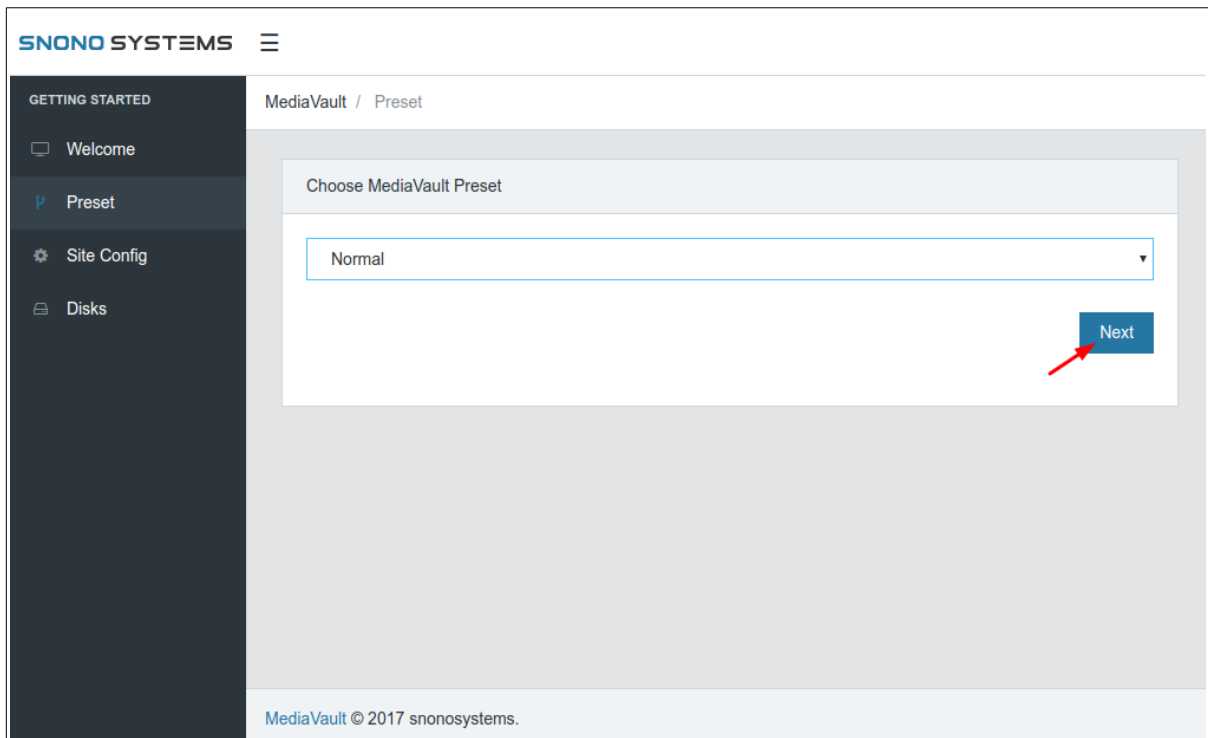 SNONO SYSTEMS
GETTING STARTED
Welcome
Preset
Site Config
Disks
MediaVault / Preset
Choose MediaVault Preset
Normal
Next
MediaVault © 2017 snonosystems.